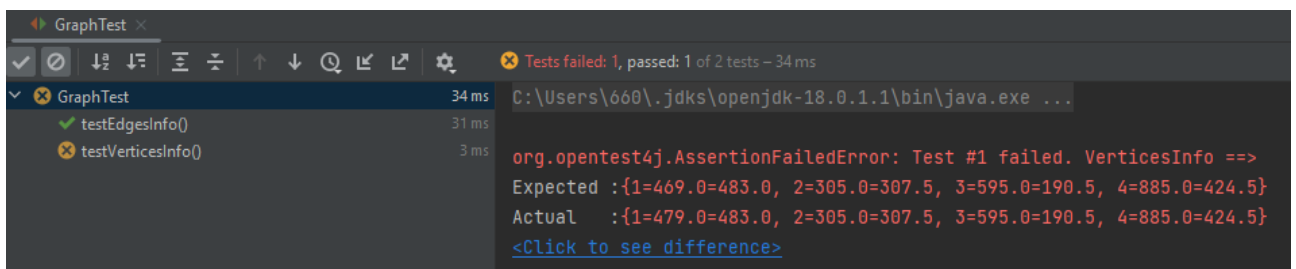 GraphTest ×
Tests failed: 1, passed: 1 of 2 tests – 34 ms
GraphTest 34 ms
testEdgesInfo() 31 ms
testVerticesInfo() 3 ms
C:\Users\660\.jdks\openjdk-18.0.1.1\bin\java.exe ...
org.opentest4j.AssertionFailedError: Test #1 failed. VerticesInfo ==>
Expected :{1=469.0=483.0, 2=305.0=307.5, 3=595.0=190.5, 4=885.0=424.5}
Actual   :{1=479.0=483.0, 2=305.0=307.5, 3=595.0=190.5, 4=885.0=424.5}
<Click to see difference>